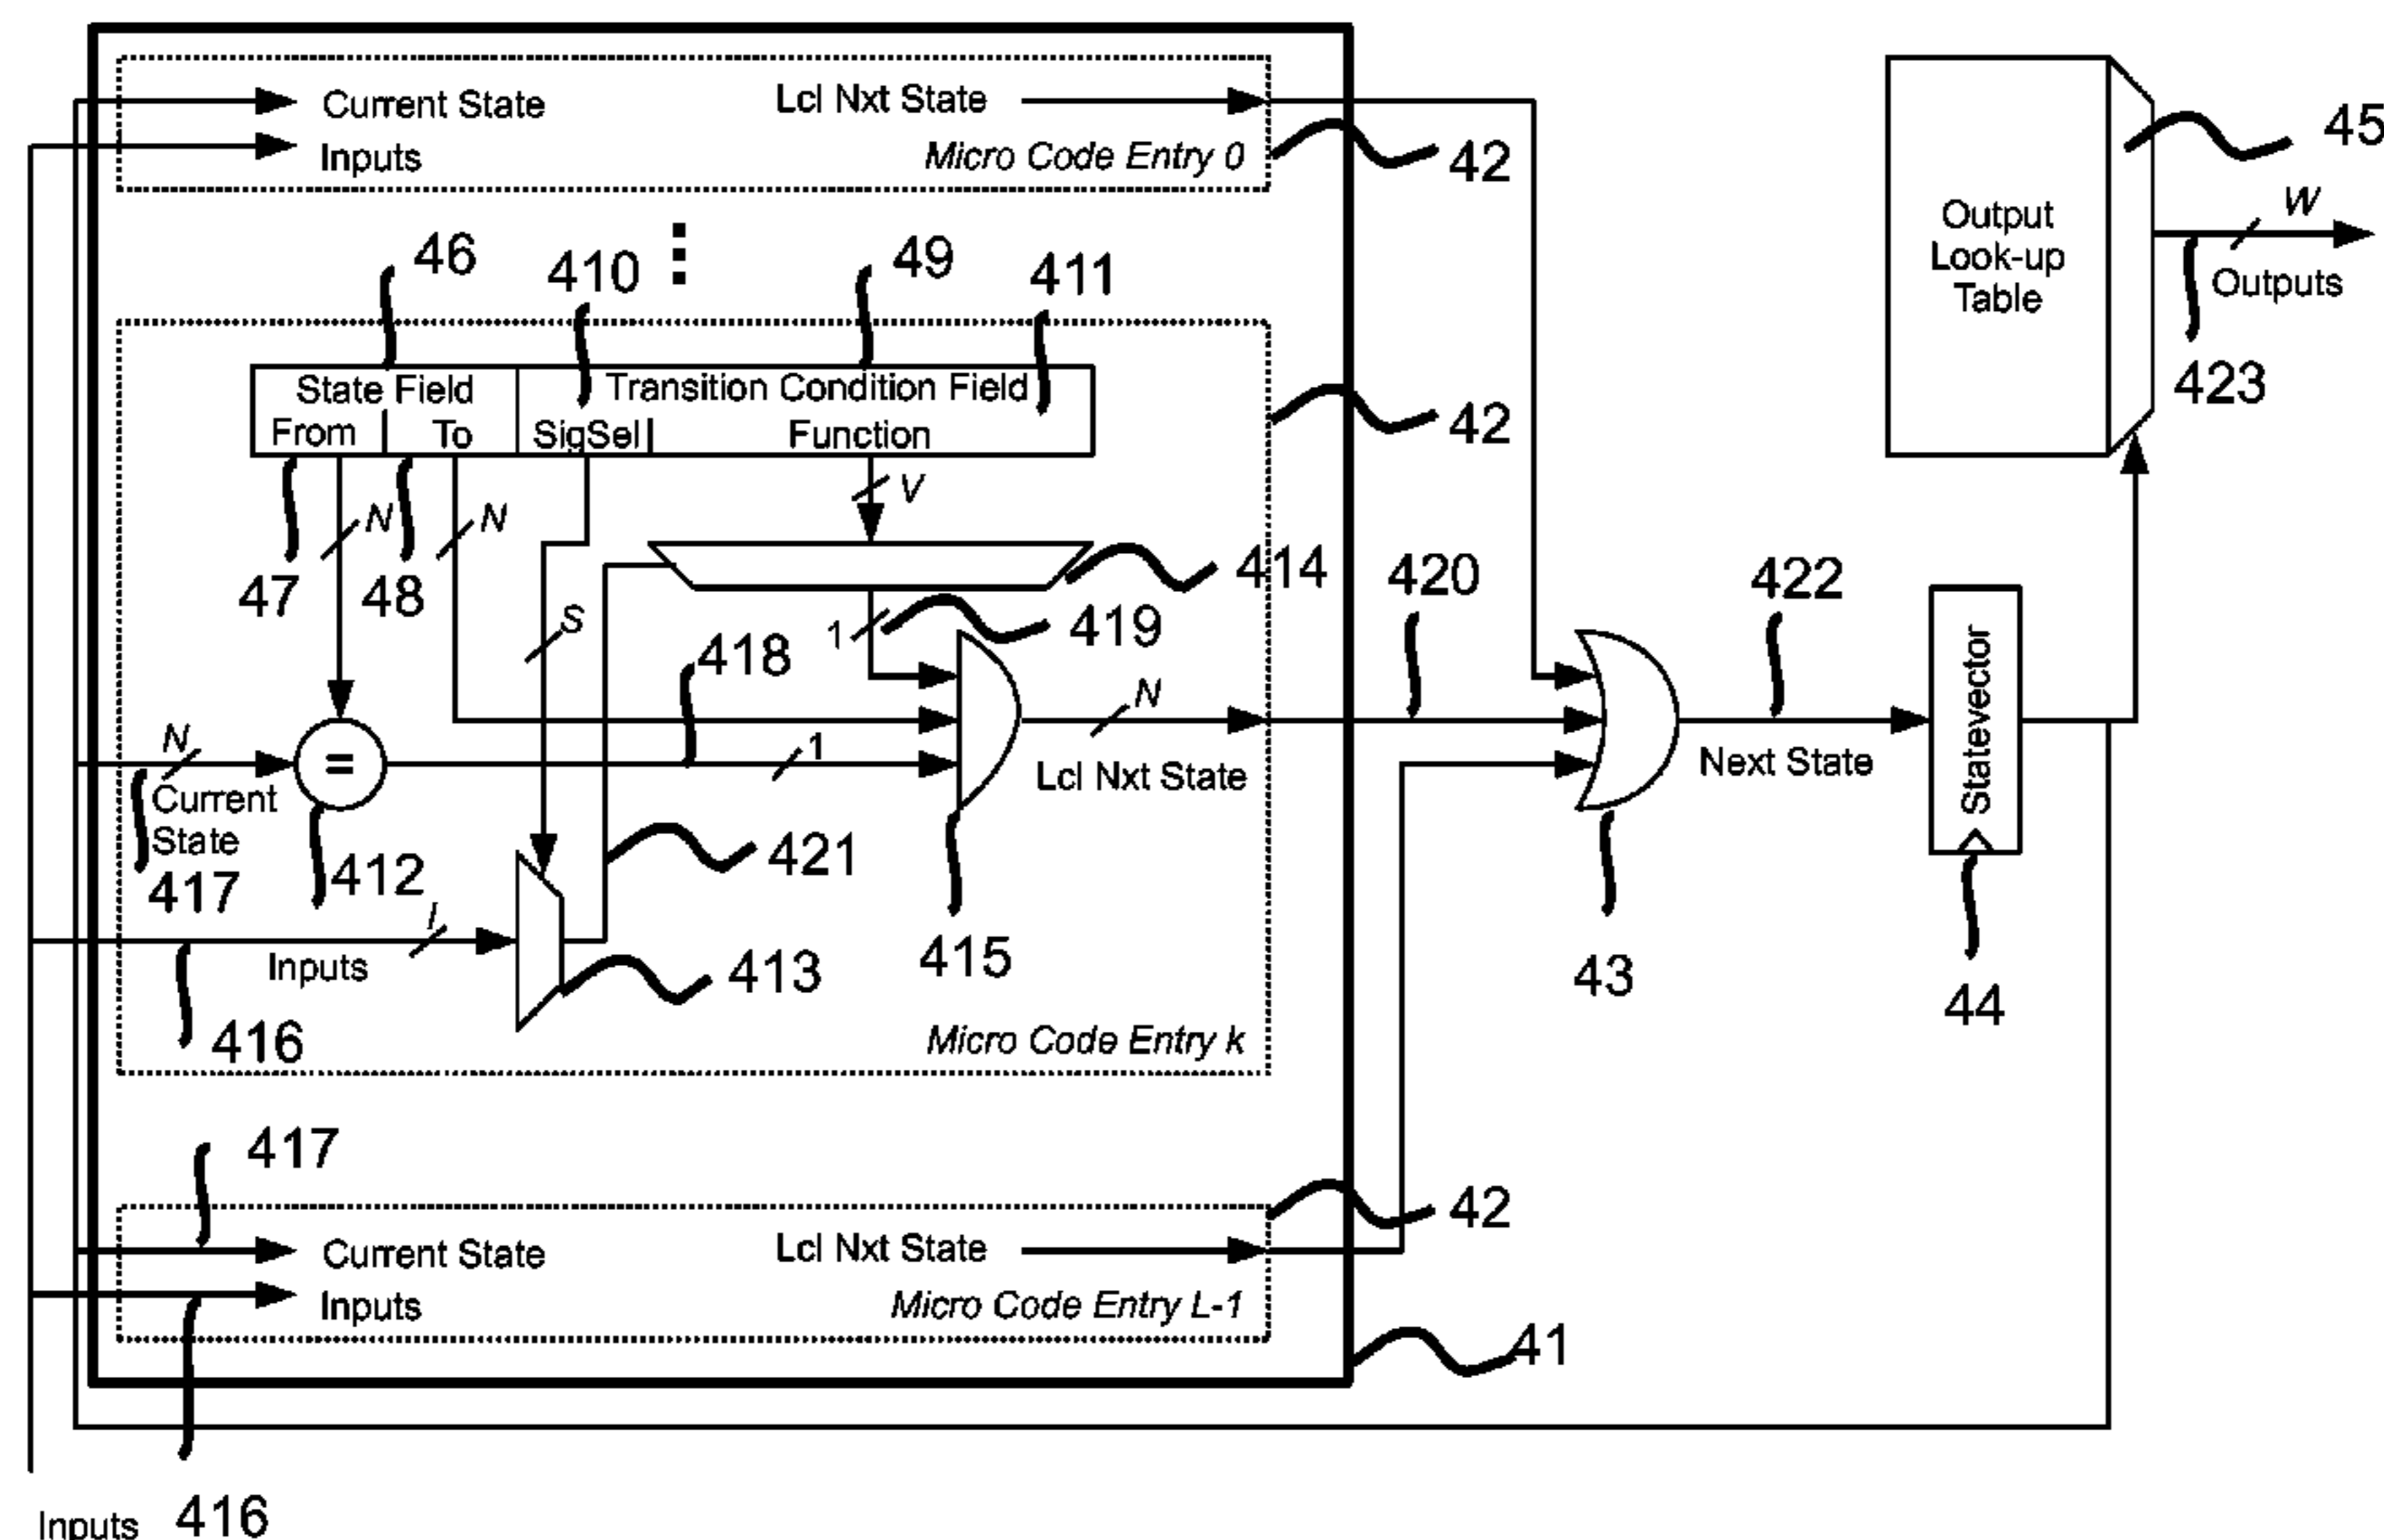 Current State
Lcl Nxt State
Inputs
Micro Code Entry 0
42
45
W
Output
Look-up
Table
Outputs
423
46
410
49
411
State Field
Transition Condition Field
From
To
SigSel
Function
42
V
N
N
47
48
414
S
1
419
420
422
418
N
N
1
Lcl Nxt State
Next State
Statevector
Current
State
417
412
421
I
Inputs
413
415
43
44
416
Micro Code Entry k
417
42
Current State
Lcl Nxt State
Inputs
Micro Code Entry L-1
41
Inputs
416
=